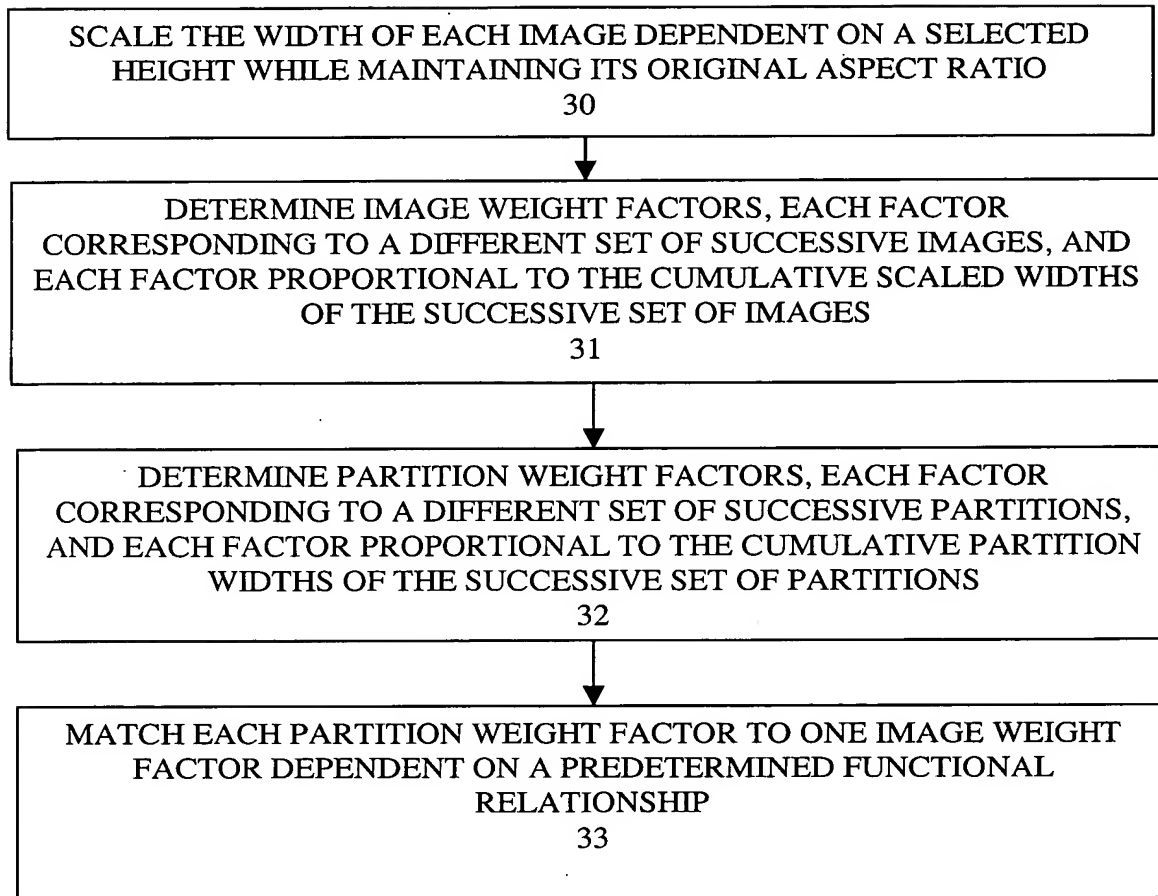 SCALE THE WIDTH OF EACH IMAGE DEPENDENT ON A SELECTED
HEIGHT WHILE MAINTAINING ITS ORIGINAL ASPECT RATIO
30
DETERMINE IMAGE WEIGHT FACTORS, EACH FACTOR
CORRESPONDING TO A DIFFERENT SET OF SUCCESSIVE IMAGES, AND
EACH FACTOR PROPORTIONAL TO THE CUMULATIVE SCALED WIDTHS
OF THE SUCCESSIVE SET OF IMAGES
31
DETERMINE PARTITION WEIGHT FACTORS, EACH FACTOR
CORRESPONDING TO A DIFFERENT SET OF SUCCESSIVE PARTITIONS,
AND EACH FACTOR PROPORTIONAL TO THE CUMULATIVE PARTITION
WIDTHS OF THE SUCCESSIVE SET OF PARTITIONS
32
MATCH EACH PARTITION WEIGHT FACTOR TO ONE IMAGE WEIGHT
FACTOR DEPENDENT ON A PREDETERMINED FUNCTIONAL
RELATIONSHIP
33